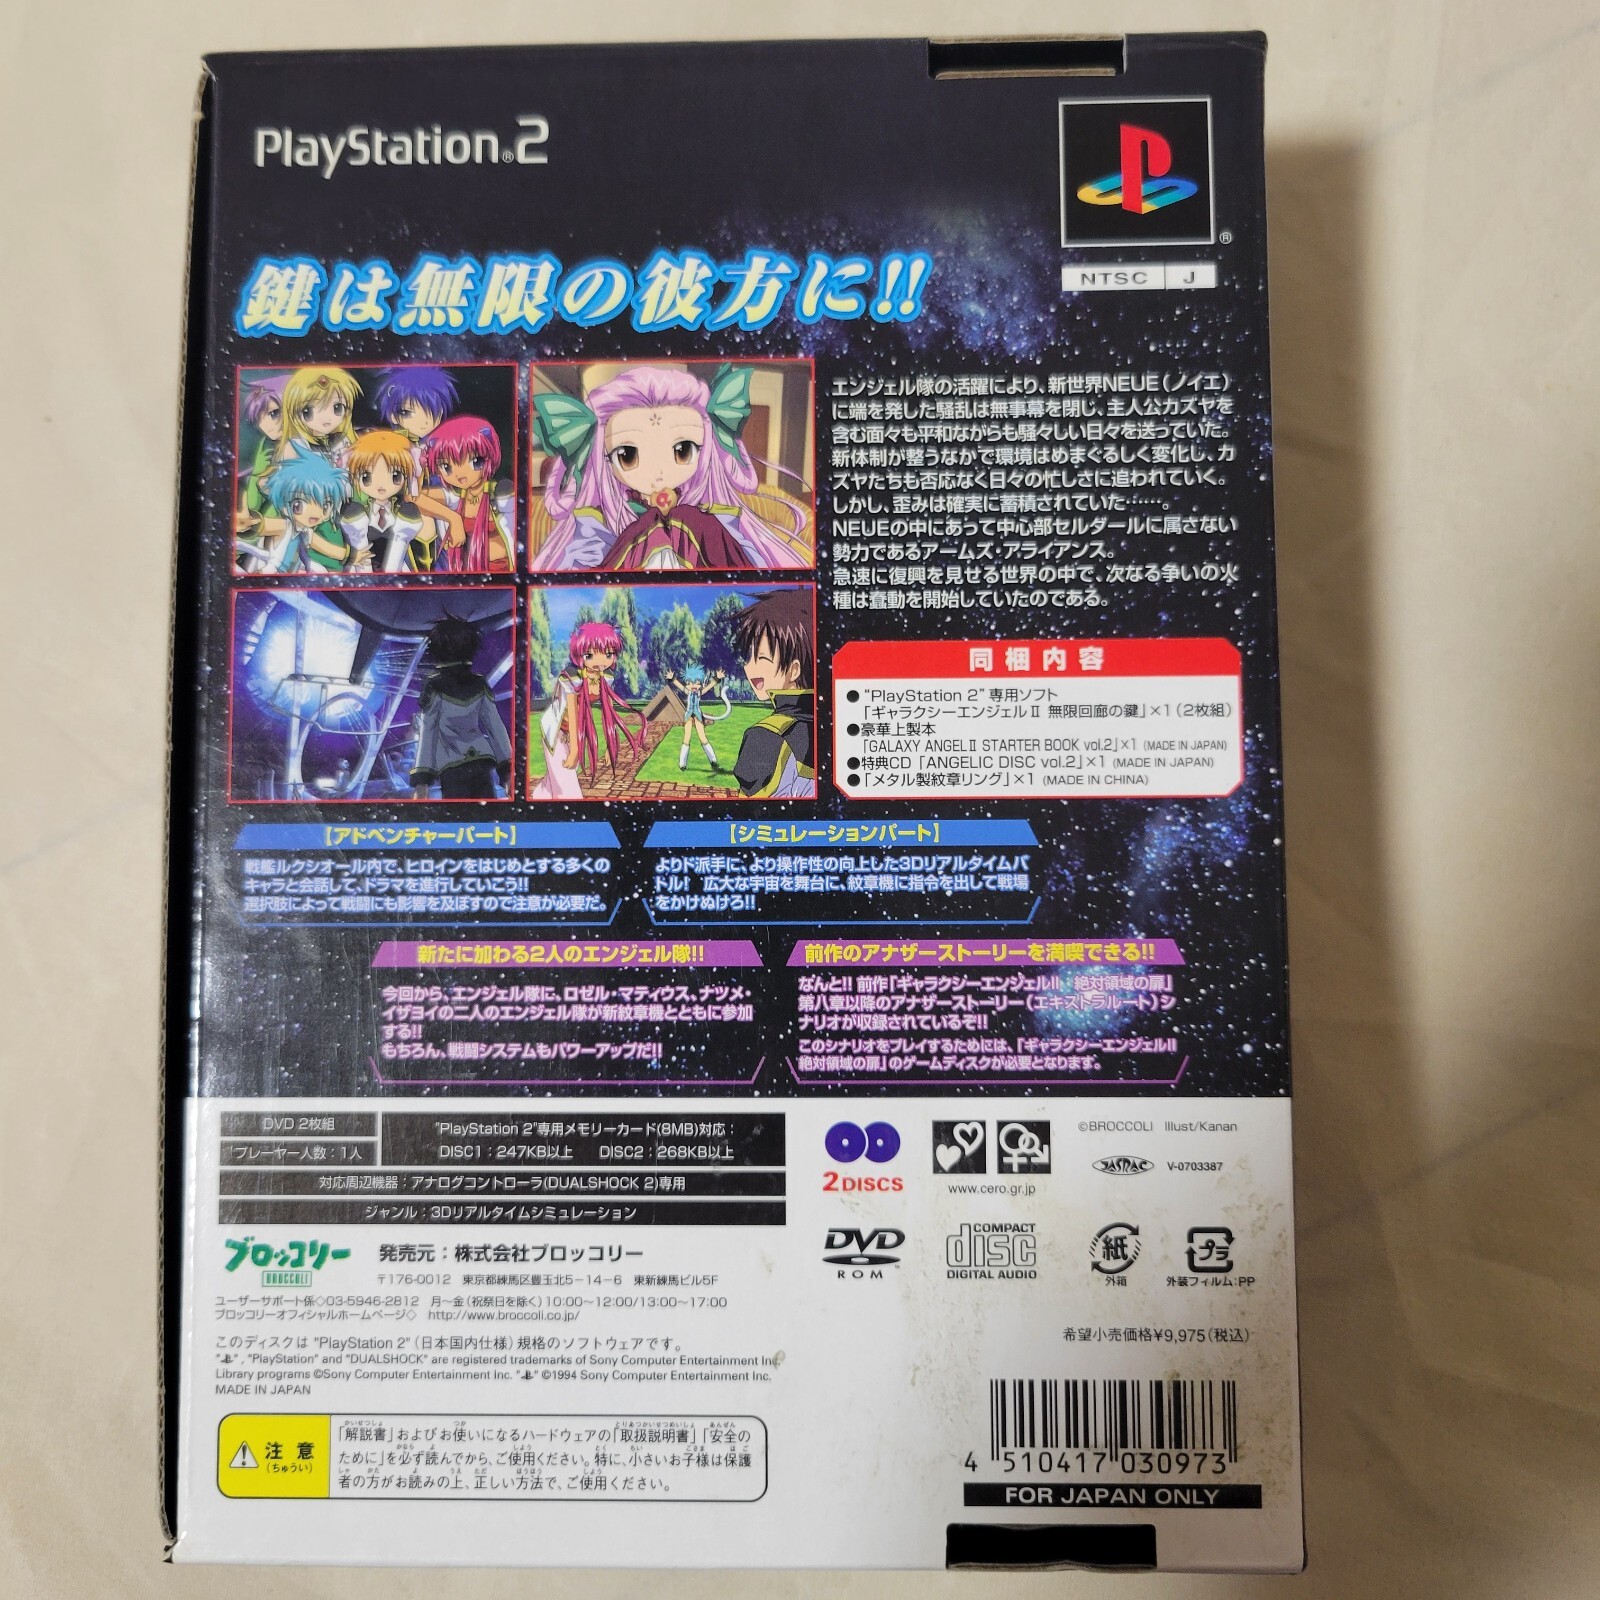 PlayStation®2
®
NTSC J
鍵は無限の彼方に!!
エンジェル隊の活躍により、新世界NEUE(ノイエ)
に端を発した騒乱は無事幕を閉じ、主人公カズヤを
含む面々も平和ながらも騒々しい日々を送っていた。
新体制が整うなかで環境はめまぐるしく変化し、カ
ズヤたちも否応なく日々の忙しさに追われていく。
しかし、歪みは確実に蓄積されていた……。
NEUEの中にあって中心部セルダールに属さない
勢力であるアームズ・アライアンス。
急速に復興を見せる世界の中で、次なる争いの火
種は蠢動を開始していたのである。
同梱内容
●"PlayStation 2"専用ソフト
「ギャラクシーエンジェルⅡ 無限回廊の鍵」×1(2枚組)
●豪華上製本
「GALAXY ANGELⅡ STARTER BOOK vol.2」×1 (MADE IN JAPAN)
●特典CD「ANGELIC DISC vol.2」×1 (MADE IN JAPAN)
●「メタル製紋章リング」×1 (MADE IN CHINA)
【アドベンチャーパート】
戦艦ルクシオール内で、ヒロインをはじめとする多くの
キャラと会話して、ドラマを進行していこう!!
選択肢によって戦闘にも影響を及ぼすので注意が必要だ。
【シミュレーションパート】
よりド派手に、より操作性の向上した3Dリアルタイムバ
トル! 広大な宇宙を舞台に、紋章機に指令を出して戦場
をかけぬけろ!!
新たに加わる2人のエンジェル隊!!
今回から、エンジェル隊に、ロゼル・マティウス、ナツメ・
イザヨイの二人のエンジェル隊が新紋章機とともに参加
する!!
もちろん、戦闘システムもパワーアップだ!!
前作のアナザーストーリーを満喫できる!!
なんと!! 前作「ギャラクシーエンジェルII 絶対領域の扉」
第八章以降のアナザーストーリー(エキストラルート)シ
ナリオが収録されているぞ!!
このシナリオをプレイするためには、「ギャラクシーエンジェルII
絶対領域の扉」のゲームディスクが必要となります。
DVD 2枚組
プレーヤー人数：1人
"PlayStation 2"専用メモリーカード(8MB)対応：
DISC1：247KB以上 DISC2：268KB以上
対応周辺機器：アナログコントローラ(DUALSHOCK 2)専用
ジャンル：3Dリアルタイムシミュレーション
2DISCS
www.cero.gr.jp
©BROCCOLI Illust/Kanan
JASRAC V-0703387
DVD
ROM
COMPACT
disc
DIGITAL AUDIO
紙
外箱
プラ
外装フィルム:PP
ブロッコリー
BROCCOLI
発売元：株式会社ブロッコリー
〒176-0012 東京都練馬区豊玉北5-14-6 東新練馬ビル5F
ユーザーサポート係◇03-5946-2812 月〜金(祝祭日を除く)10:00〜12:00/13:00〜17:00
ブロッコリーオフィシャルホームページ◇ http://www.broccoli.co.jp/
このディスクは "PlayStation 2"(日本国内仕様)規格のソフトウェアです。
" ", "PlayStation" and "DUALSHOCK" are registered trademarks of Sony Computer Entertainment Inc.
Library programs ©Sony Computer Entertainment Inc. " " ©1994 Sony Computer Entertainment Inc.
MADE IN JAPAN
希望小売価格¥9,975(税込)
注意
(ちゅうい)
「解説書」およびお使いになるハードウェアの「取扱説明書」「安全の
ために」を必ず読んでから、ご使用ください。特に、小さいお子様は保護
者の方がお読みの上、正しい方法で、ご使用ください。
4 510417 030973
FOR JAPAN ONLY